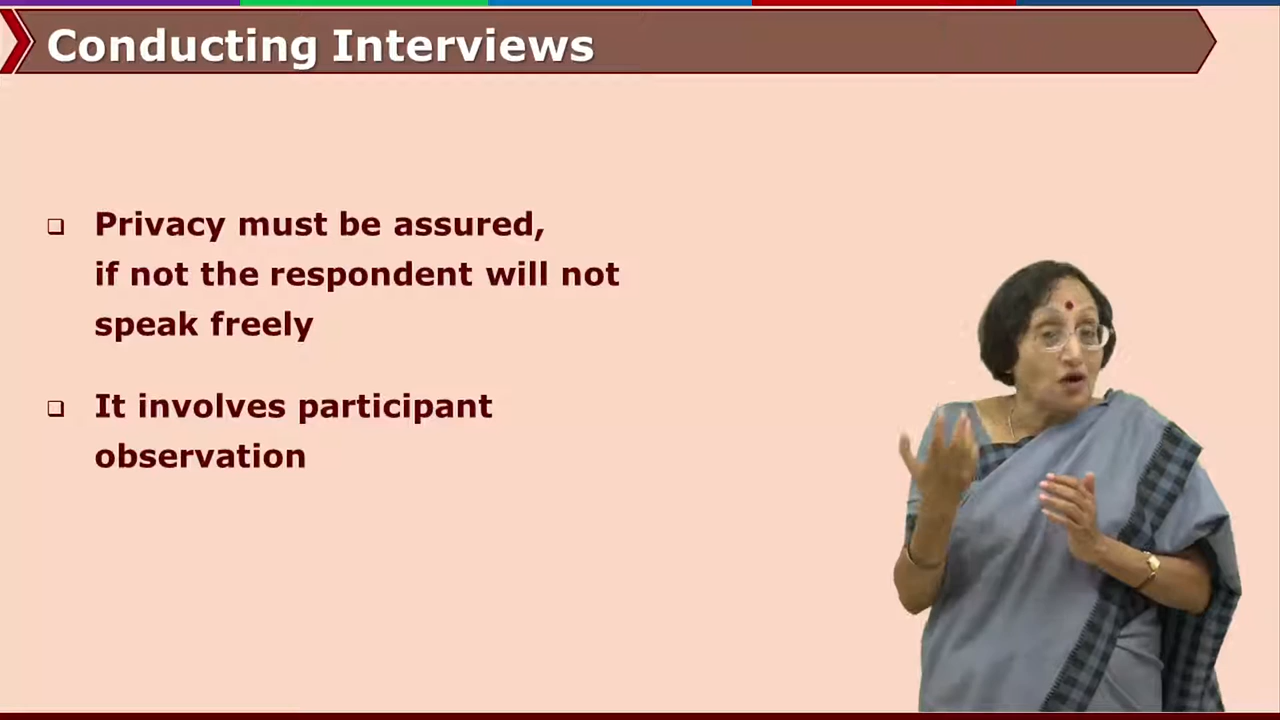 Conducting Interviews
Privacy must be assured,
if not the respondent will not
speak freely
It involves participant
observation